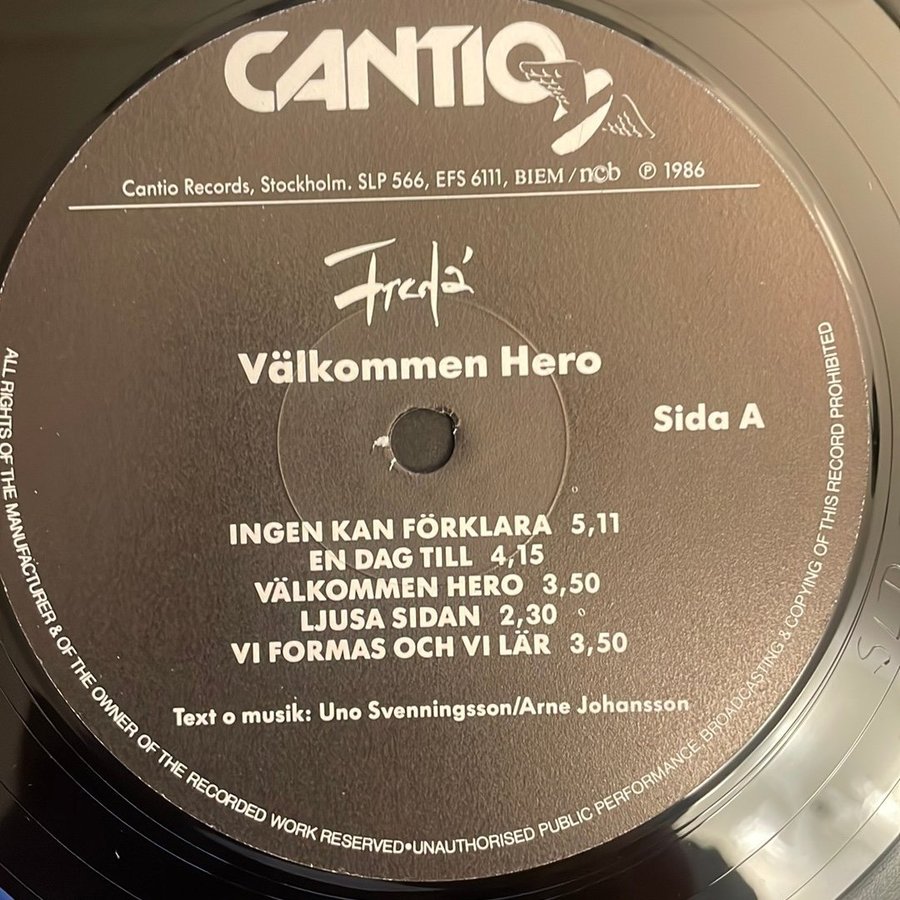 CANTIO
Cantio Records, Stockholm. SLP 566, EFS 6111, BIEM/ncb ℗ 1986
Freda'
Välkommen Hero
Sida A
INGEN KAN FÖRKLARA 5,11
EN DAG TILL 4,15
VÄLKOMMEN HERO 3,50
LJUSA SIDAN 2,30
VI FORMAS OCH VI LÄR 3,50
Text o musik: Uno Svenningsson/Arne Johansson
ALL RIGHTS OF THE MANUFACTURER & OF THE OWNER OF THE RECORDED WORK RESERVED•UNAUTHORISED PUBLIC PERFORMANCE, BROADCASTING & COPYING OF THIS RECORD PROHIBITED